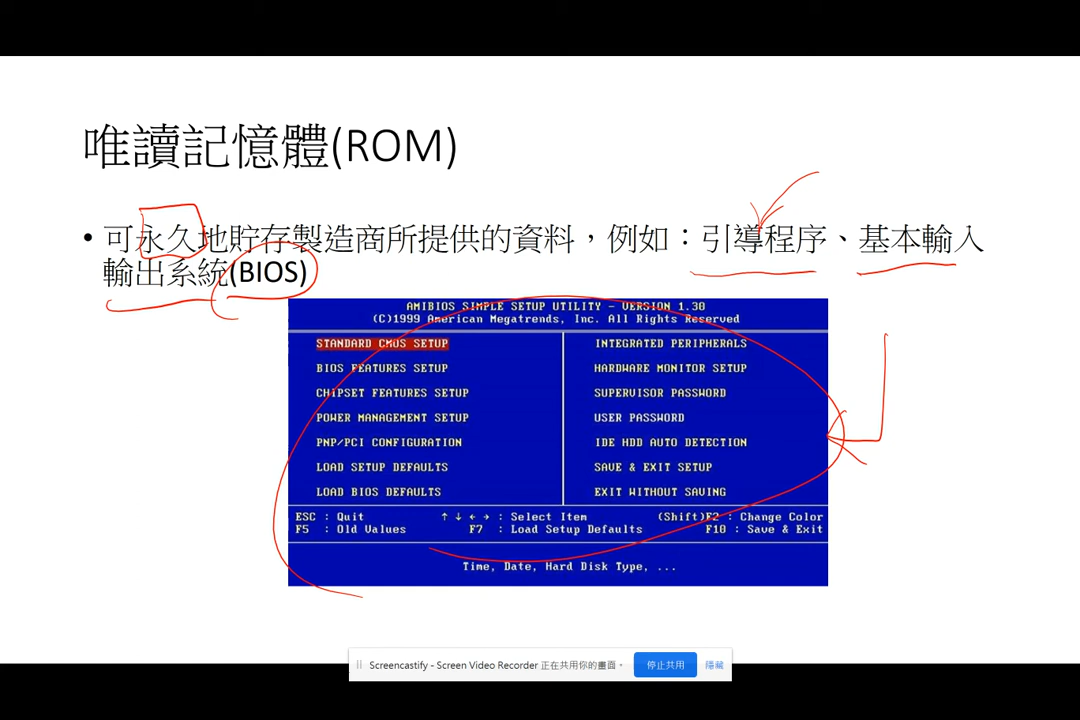 唯讀記憶體(ROM)
• 可永久地貯存製造商所提供的資料，例如：引導程序、基本輸入
輸出系統(BIOS)
AMIBIOS SIMPLE SETUP UTILITY - VERSION 1.30
(C)1999 American Megatrends, Inc. All Rights Reserved
STANDARD CMOS SETUP
BIOS FEATURES SETUP
CHIPSET FEATURES SETUP
POWER MANAGEMENT SETUP
PNP/PCI CONFIGURATION
LOAD SETUP DEFAULTS
LOAD BIOS DEFAULTS
INTEGRATED PERIPHERALS
HARDWARE MONITOR SETUP
SUPERVISOR PASSWORD
USER PASSWORD
IDE HDD AUTO DETECTION
SAVE & EXIT SETUP
EXIT WITHOUT SAVING
ESC : Quit ↑ ↓ ← → : Select Item (Shift)F2 : Change Color
F5 : Old Values F7 : Load Setup Defaults F10 : Save & Exit
Time, Date, Hard Disk Type, ...
Screencastify - Screen Video Recorder 正在共用你的畫面。 停止共用 隱藏